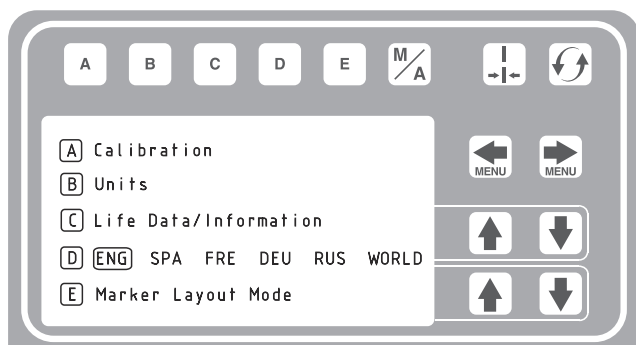 A B C D E M/A
MENU MENU
A Calibration
B Units
C Life Data/Information
D ENG SPA FRE DEU RUS WORLD
E Marker Layout Mode